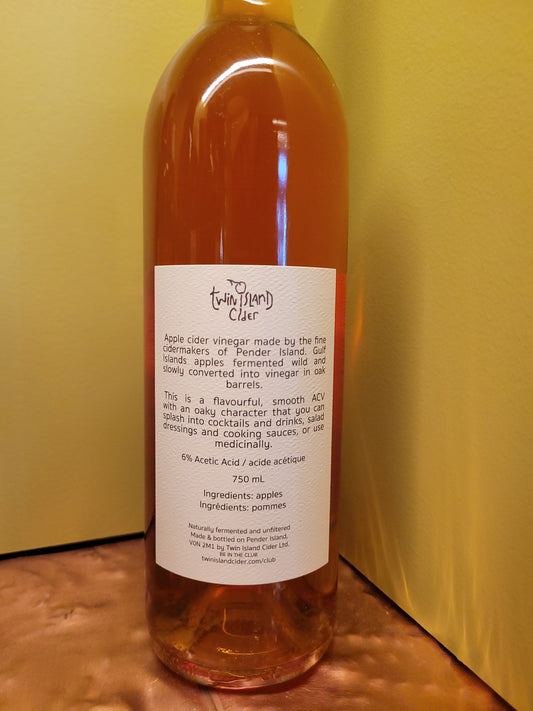 twin island
cider
Apple cider vinegar made by the fine
cidermakers of Pender Island. Gulf
Islands apples fermented wild and
slowly converted into vinegar in oak
barrels.
This is a flavourful, smooth ACV
with an oaky character that you can
splash into cocktails and drinks, salad
dressings and cooking sauces, or use
medicinally.
6% Acetic Acid / acide acétique
750 mL
Ingredients: apples
Ingrédients: pommes
Naturally fermented and unfiltered
Made & bottled on Pender Island,
V0N 2M1 by Twin Island Cider Ltd.
BE IN THE CLUB
twinislandcider.com/club